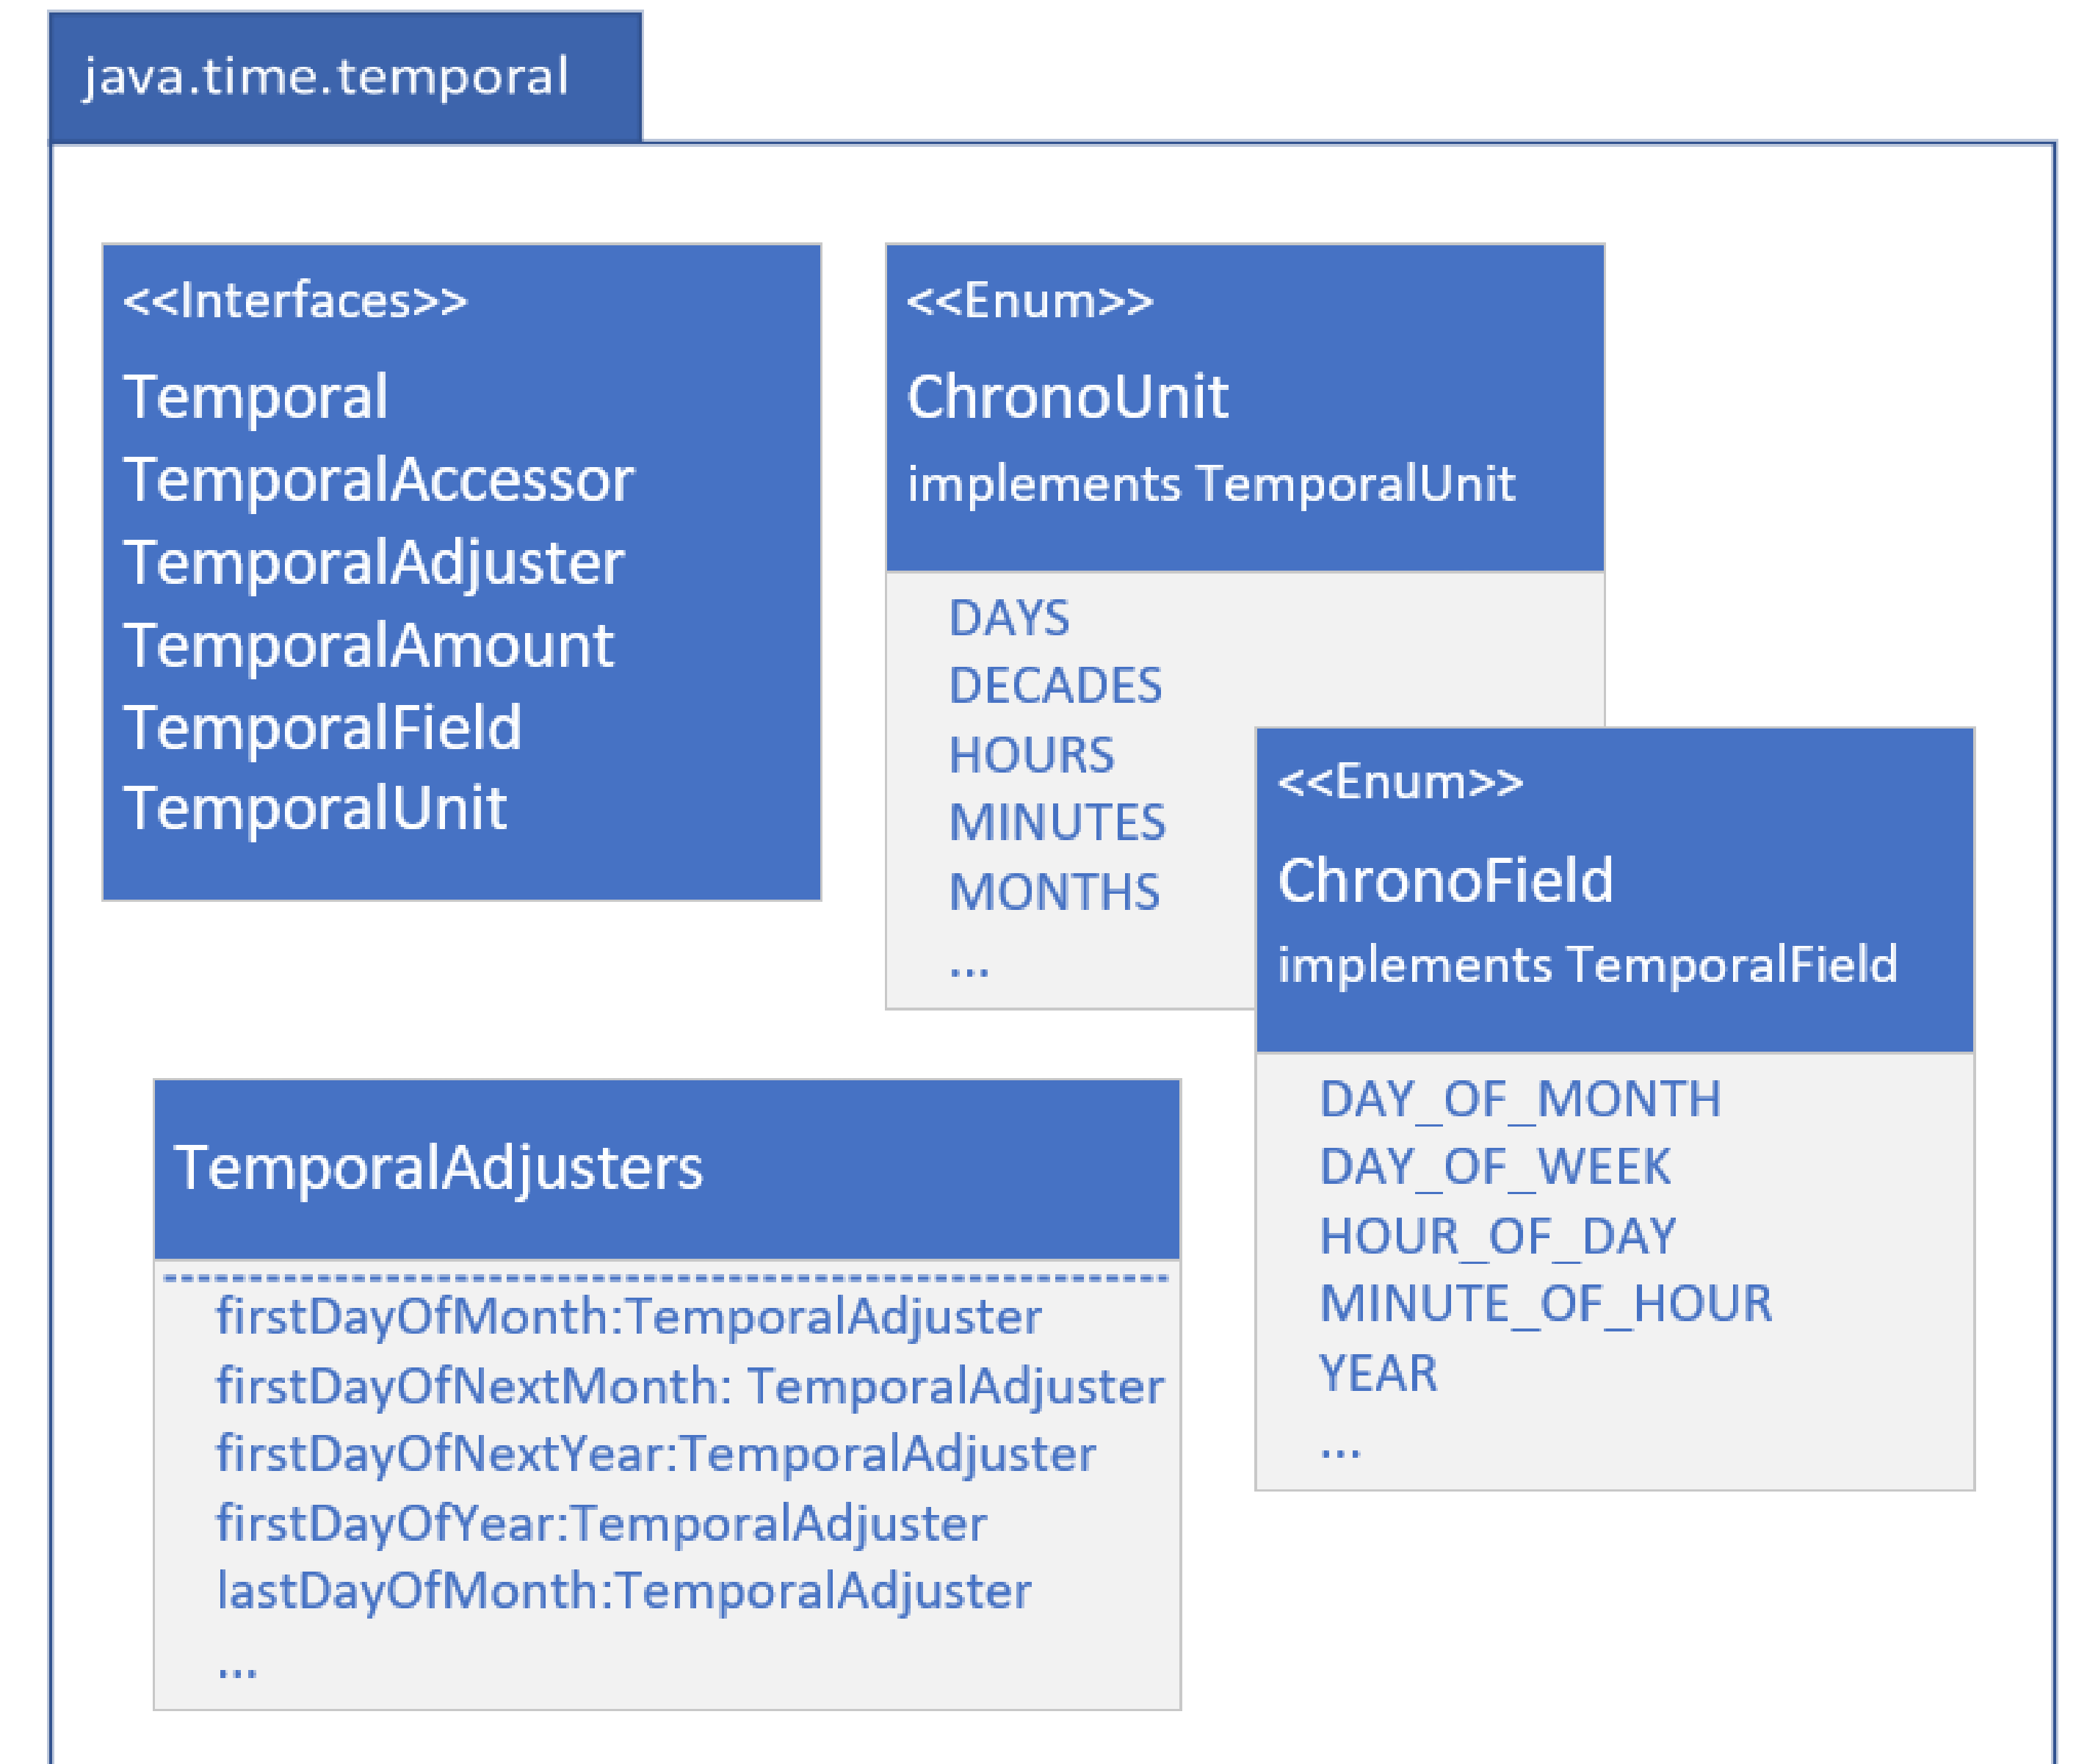 java.time.temporal
<<Interfaces>>
Temporal
TemporalAccessor
TemporalAdjuster
TemporalAmount
TemporalField
TemporalUnit
<<Enum>>
ChronoUnit
implements TemporalUnit
DAYS
DECADES
HOURS
MINUTES
MONTHS
...
<<Enum>>
ChronoField
implements TemporalField
DAY_OF_MONTH
DAY_OF_WEEK
HOUR_OF_DAY
MINUTE_OF_HOUR
YEAR
...
TemporalAdjusters
firstDayOfMonth:TemporalAdjuster
firstDayOfNextMonth: TemporalAdjuster
firstDayOfNextYear:TemporalAdjuster
firstDayOfYear:TemporalAdjuster
lastDayOfMonth:TemporalAdjuster
...